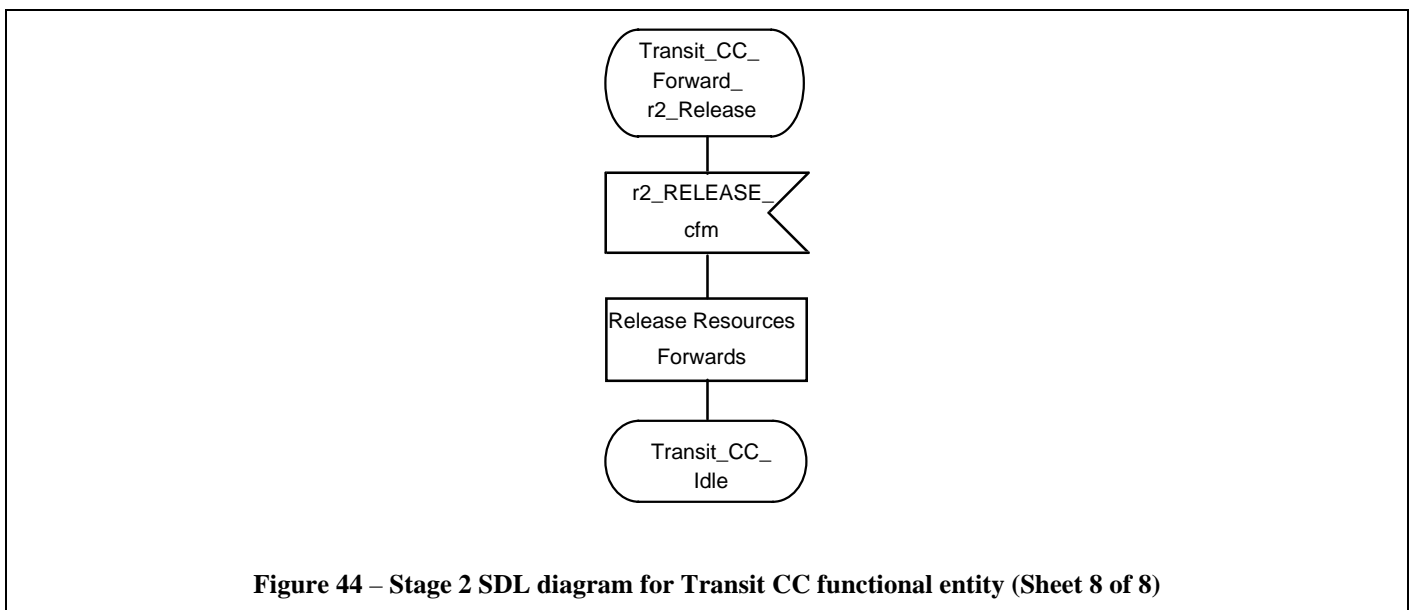 Transit_CC_
Forward_
r2_Release
r2_RELEASE_
cfm
Release Resources
Forwards
Transit_CC_
Idle
Figure 44 – Stage 2 SDL diagram for Transit CC functional entity (Sheet 8 of 8)